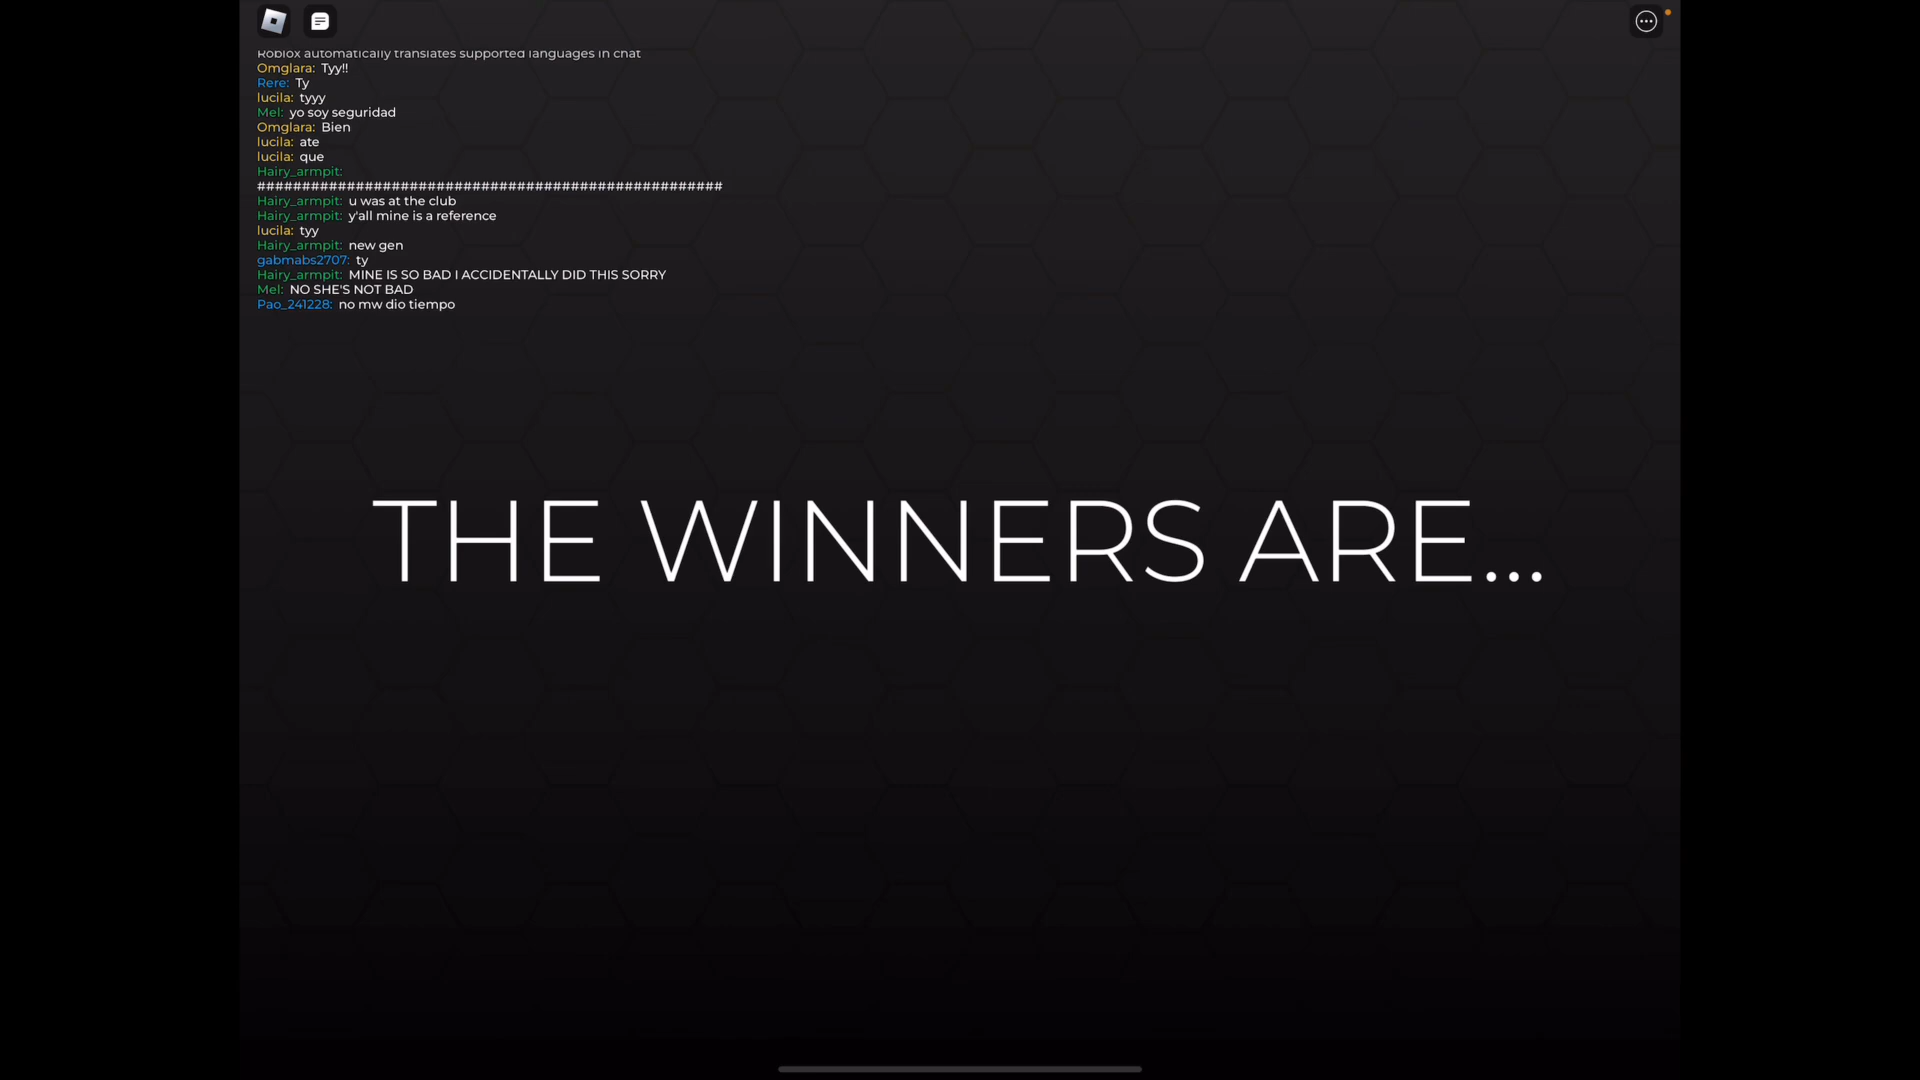 Roblox automatically translates supported languages in chat
Omglara: Tyy!!
Rere: Ty
lucila: tyyy
Mel: yo soy seguridad
Omglara: Bien
lucila: ate
lucila: que
Hairy_armpit:
####################################################
Hairy_armpit: u was at the club
Hairy_armpit: y'all mine is a reference
lucila: tyy
Hairy_armpit: new gen
gabmabs2707: ty
Hairy_armpit: MINE IS SO BAD I ACCIDENTALLY DID THIS SORRY
Mel: NO SHE'S NOT BAD
Pao_241228: no mw dio tiempo
THE WINNERS ARE...